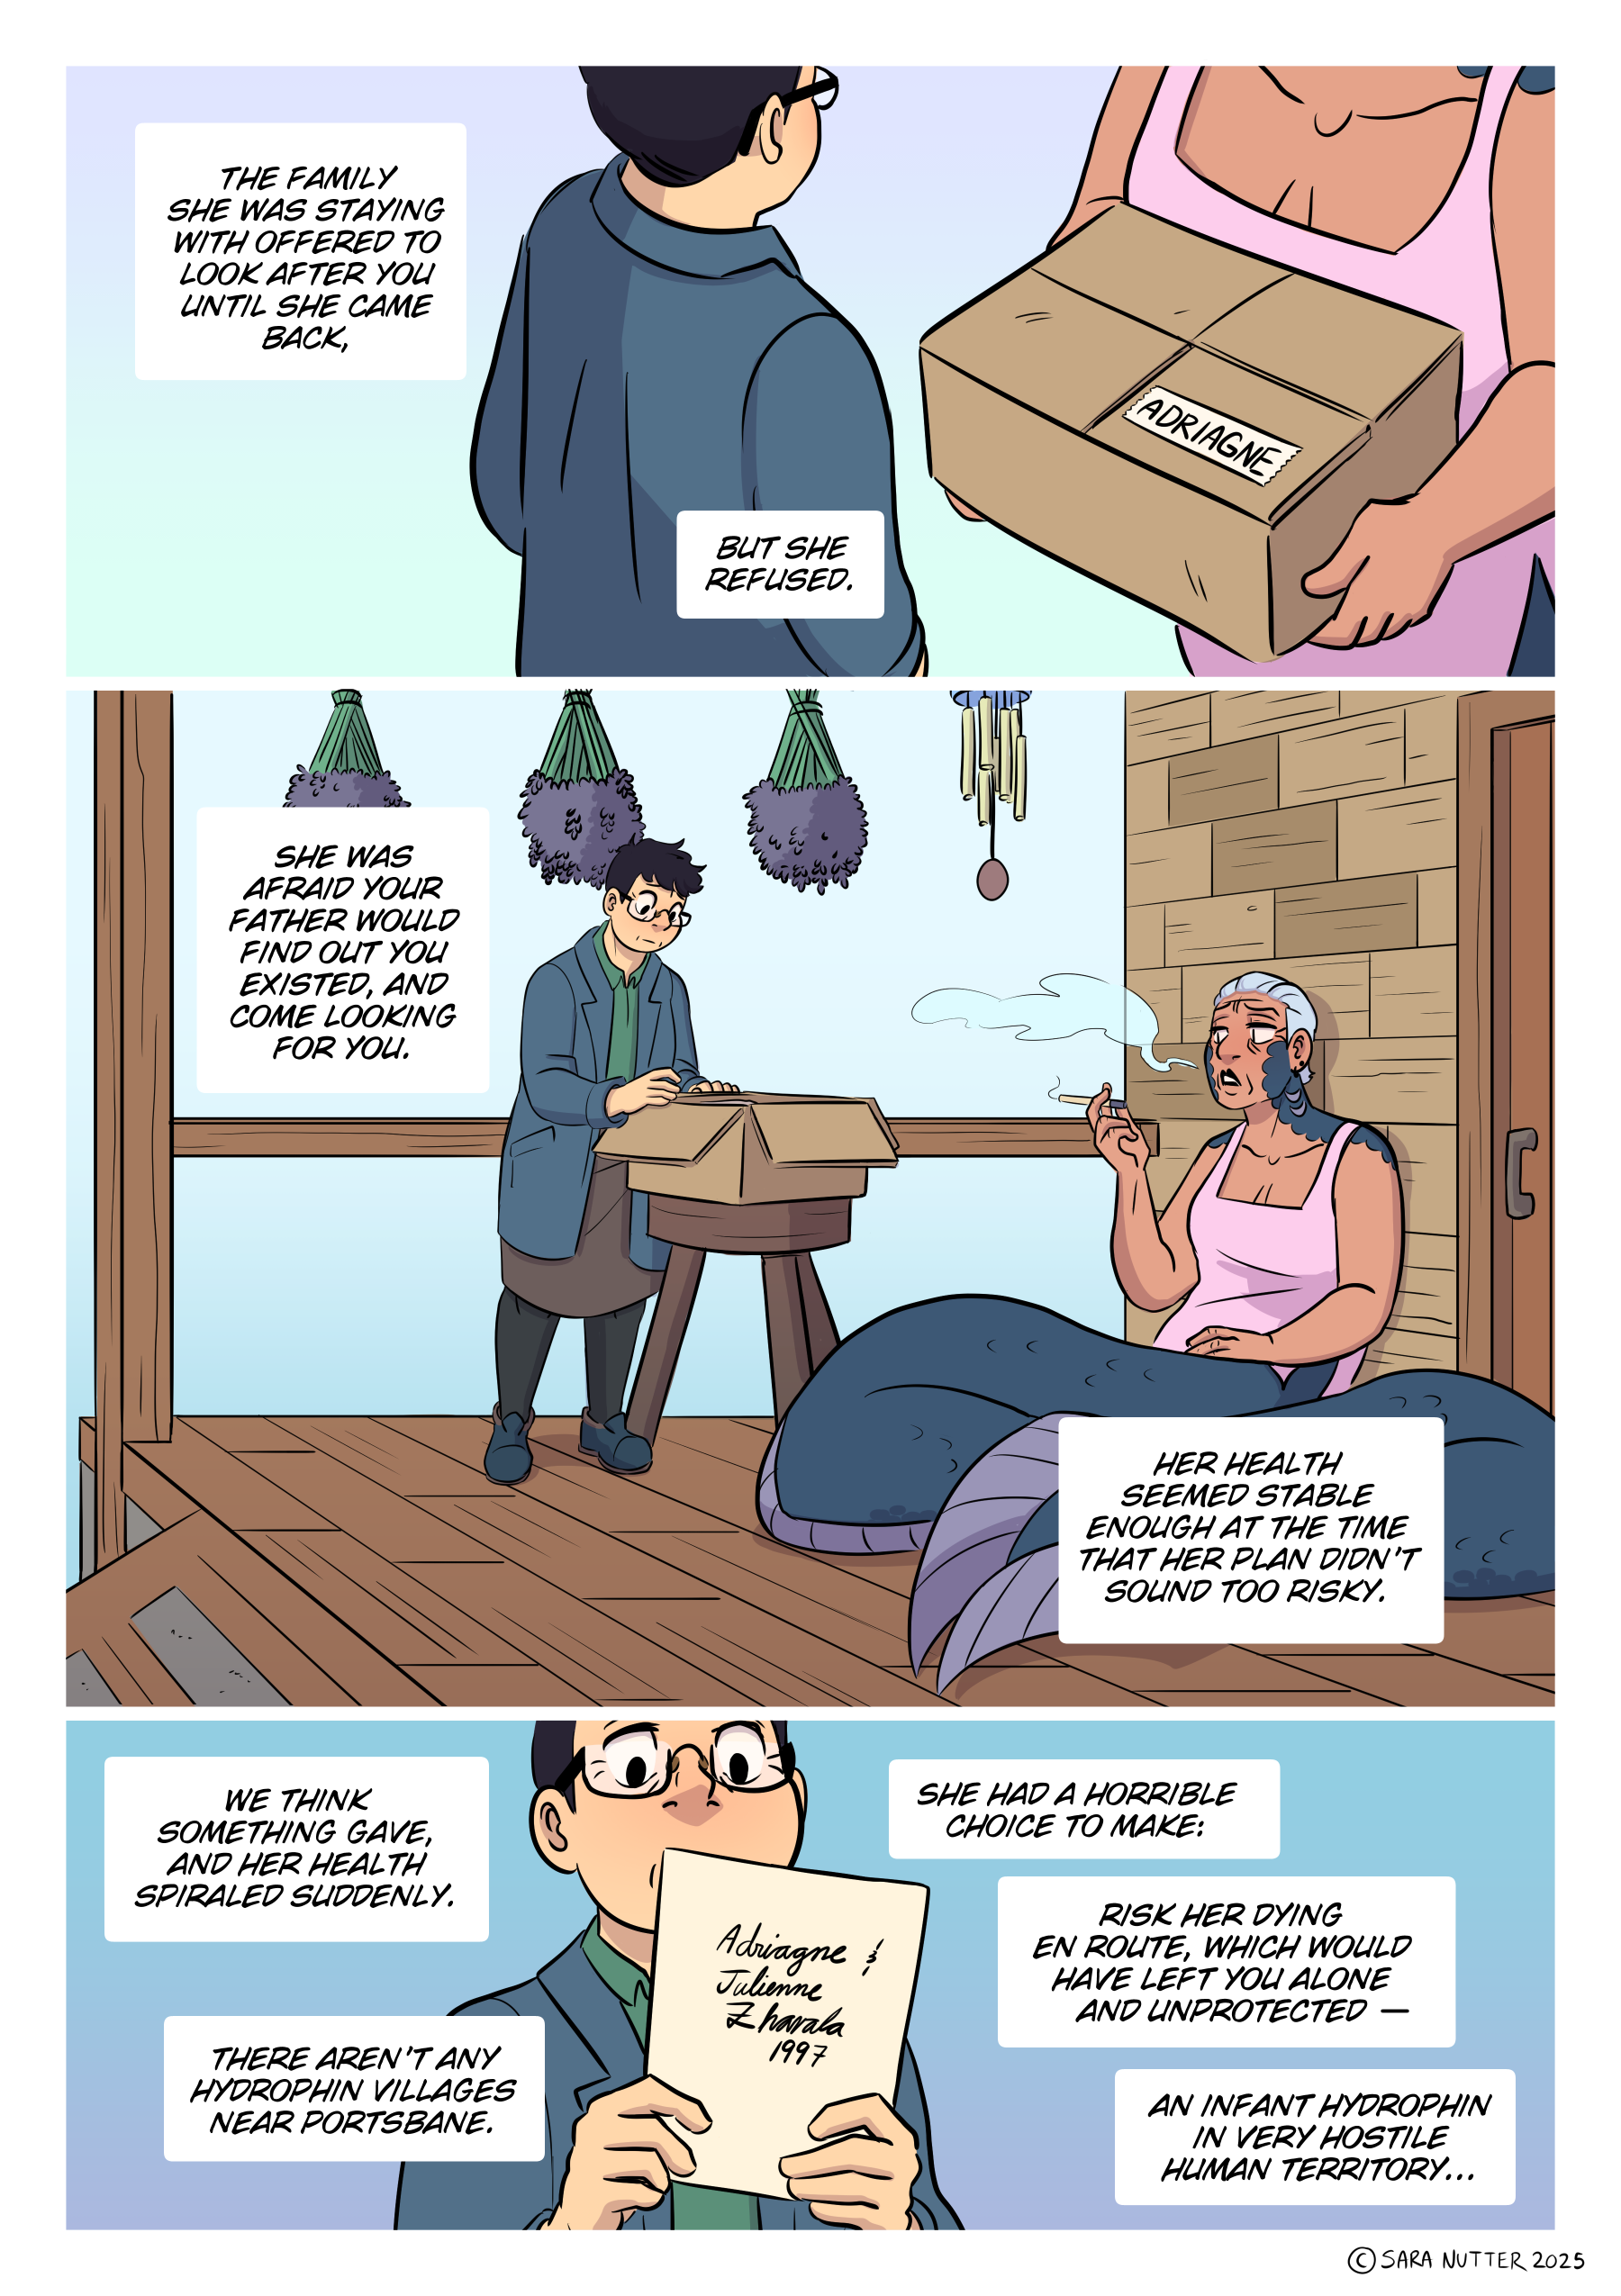 THE FAMILY
SHE WAS STAYING
WITH OFFERED TO
LOOK AFTER YOU
UNTIL SHE CAME
BACK,
ADRIAGNE
BUT SHE
REFUSED.
SHE WAS
AFRAID YOUR
FATHER WOULD
FIND OUT YOU
EXISTED, AND
COME LOOKING
FOR YOU.
HER HEALTH
SEEMED STABLE
ENOUGH AT THE TIME
THAT HER PLAN DIDN'T
SOUND TOO RISKY.
WE THINK
SOMETHING GAVE,
AND HER HEALTH
SPIRALED SUDDENLY.
THERE AREN'T ANY
HYDROPHIN VILLAGES
NEAR PORTSBANE.
Adriagne &
Julienne
Zharala
1997
SHE HAD A HORRIBLE
CHOICE TO MAKE:
RISK HER DYING
EN ROUTE, WHICH WOULD
HAVE LEFT YOU ALONE
AND UNPROTECTED —
AN INFANT HYDROPHIN
IN VERY HOSTILE
HUMAN TERRITORY...
© SARA NUTTER 2025